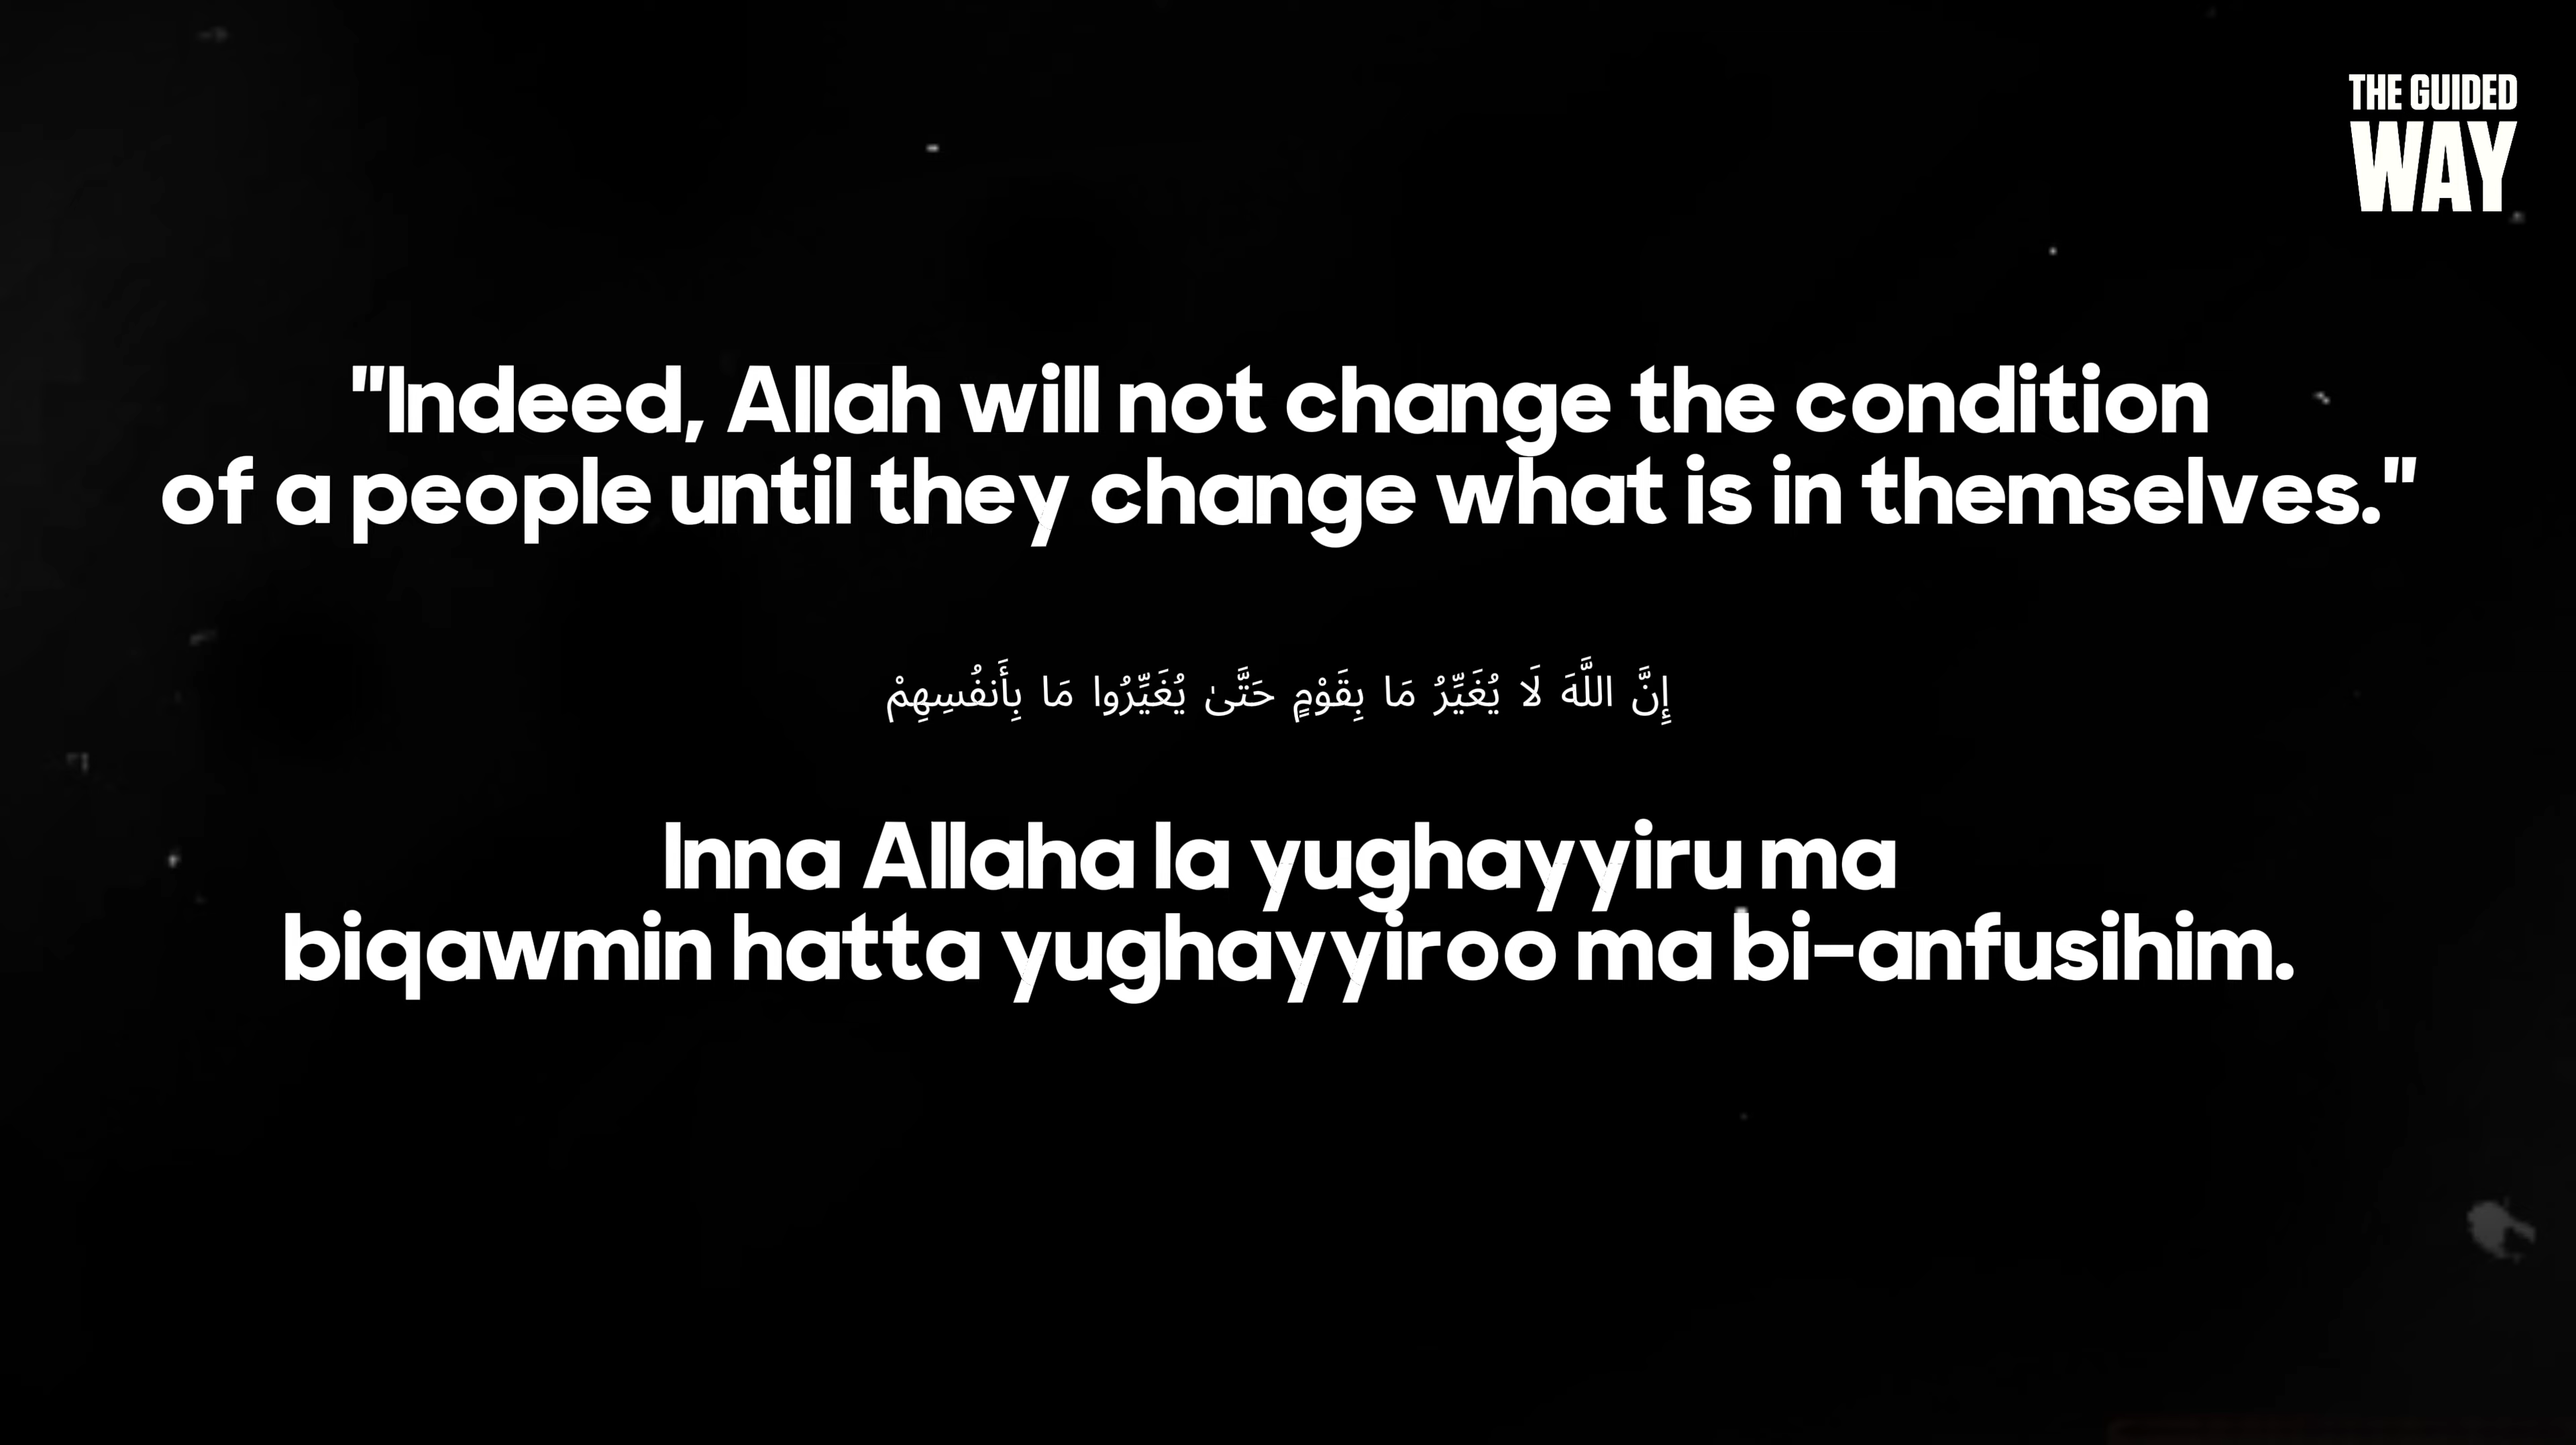 THE GUIDED
WAY
"Indeed, Allah will not change the condition
of a people until they change what is in themselves."
إِنَّ اللَّهَ لَا يُغَيِّرُ مَا بِقَوْمٍ حَتَّىٰ يُغَيِّرُوا مَا بِأَنفُسِهِمْ
Inna Allaha la yughayyiru ma
biqawmin hatta yughayyiroo ma bi-anfusihim.